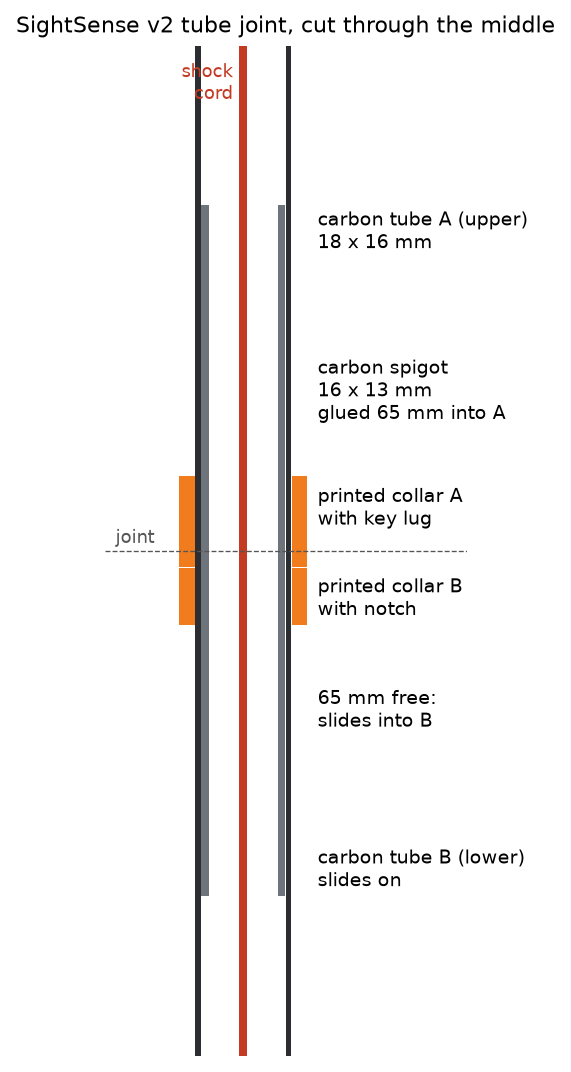 SightSense v2 tube joint, cut through the middle
shock
cord
carbon tube A (upper)
18 x 16 mm
carbon spigot
16 x 13 mm
glued 65 mm into A
printed collar A
with key lug
joint
printed collar B
with notch
65 mm free:
slides into B
carbon tube B (lower)
slides on